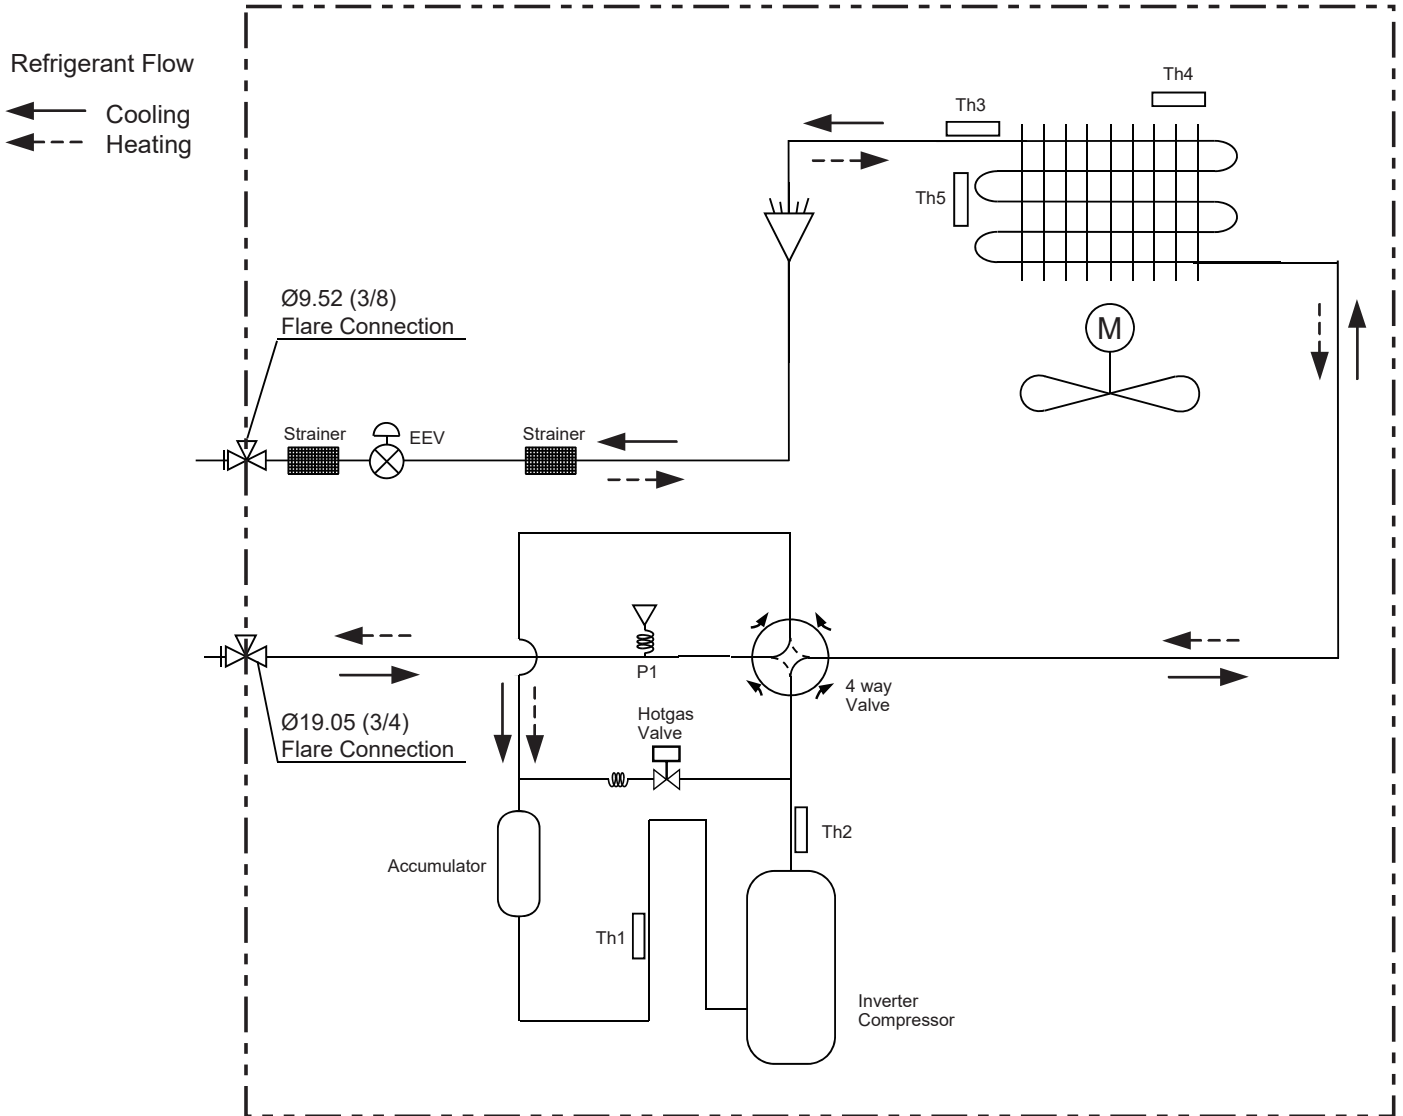 Refrigerant Flow
Cooling
Heating
Th4
Th3
Th5
Ø9.52 (3/8)
Flare Connection
M
Strainer
EEV
Strainer
P1
4 way
Valve
Ø19.05 (3/4)
Flare Connection
Hotgas
Valve
Th2
Accumulator
Th1
Inverter
Compressor